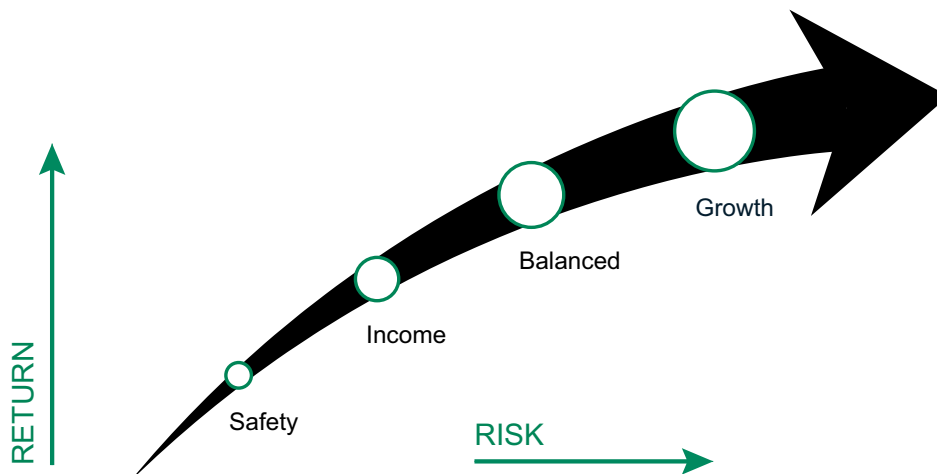 Growth
Balanced
Income
Safety
RETURN
RISK